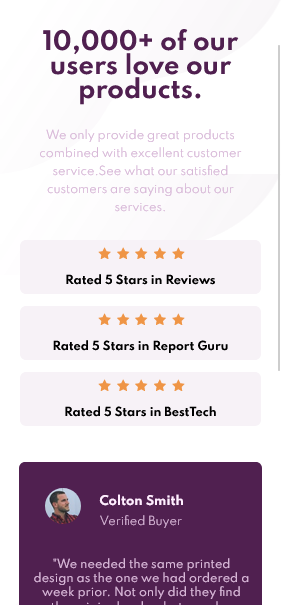 10,000+ of our
users love our
products.
We only provide great products
combined with excellent customer
service.See what our satisfied
customers are saying about our
services.
Rated 5 Stars in Reviews
Rated 5 Stars in Report Guru
Rated 5 Stars in BestTech
Colton Smith
Verified Buyer
"We needed the same printed
design as the one we had ordered a
week prior. Not only did they find